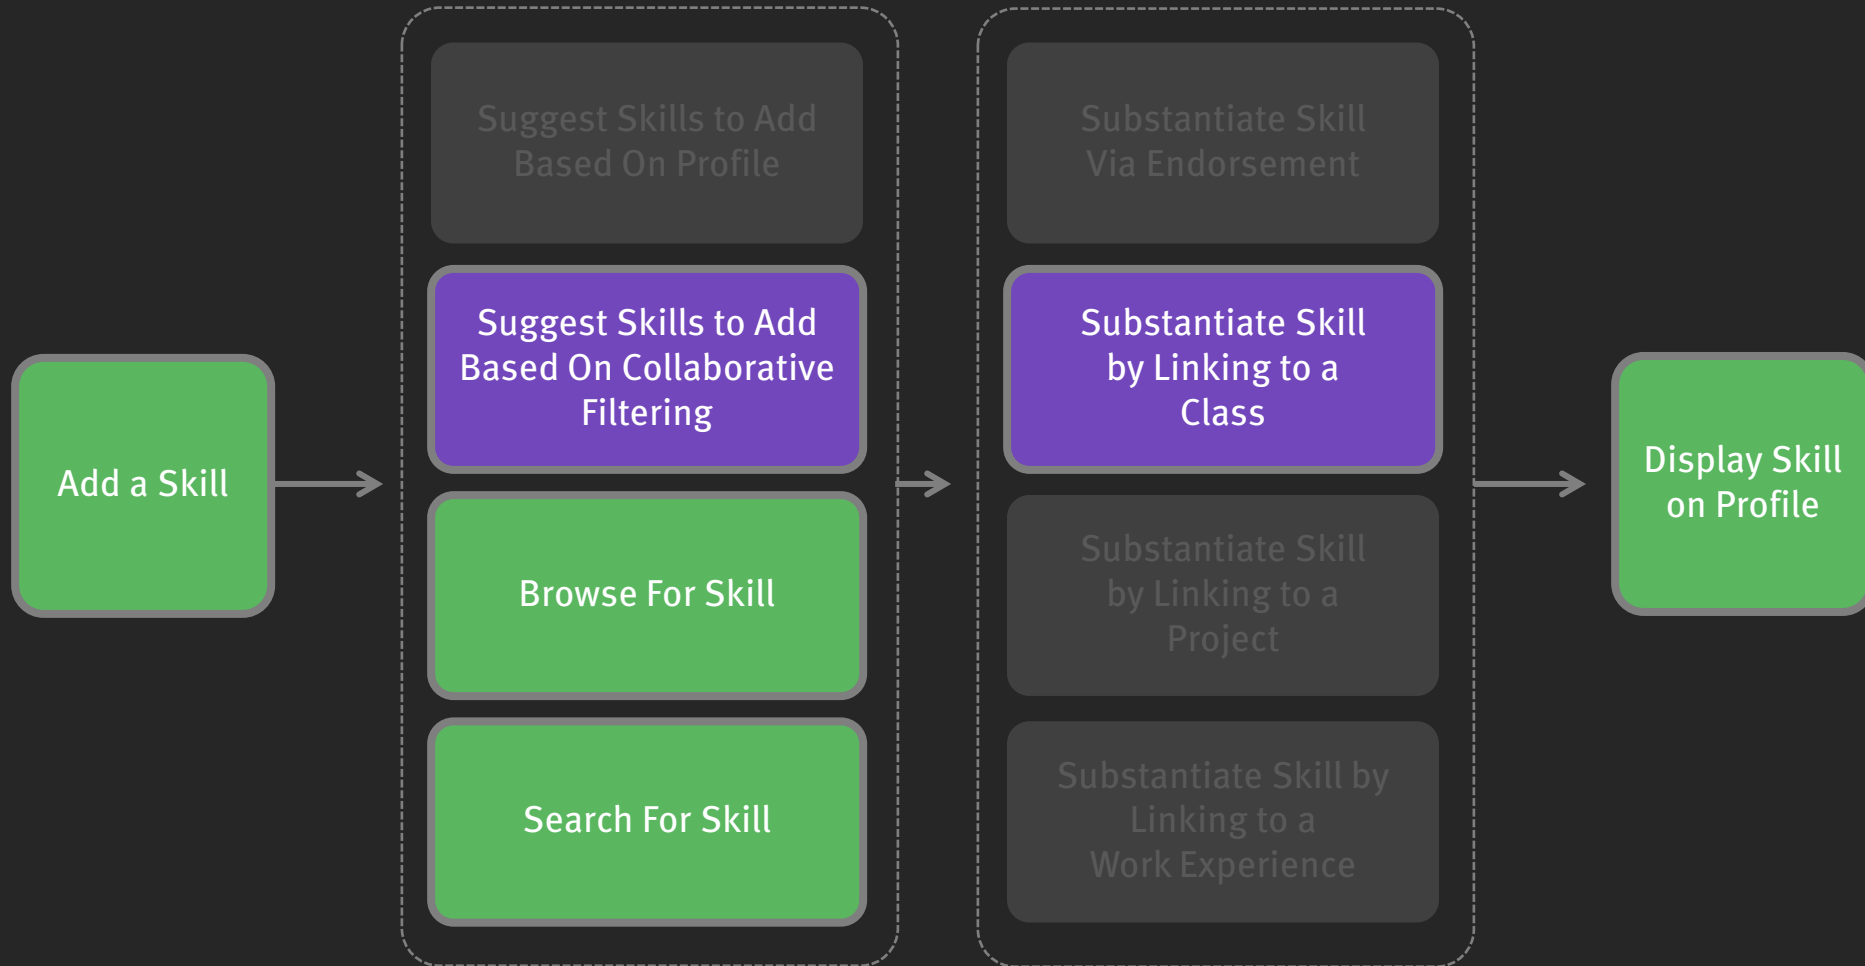 Add a Skill
Suggest Skills to Add
Based On Profile
Suggest Skills to Add
Based On Collaborative
Filtering
Browse For Skill
Search For Skill
Substantiate Skill
Via Endorsement
Substantiate Skill
by Linking to a
Class
Substantiate Skill
by Linking to a
Project
Substantiate Skill by
Linking to a
Work Experience
Display Skill
on Profile